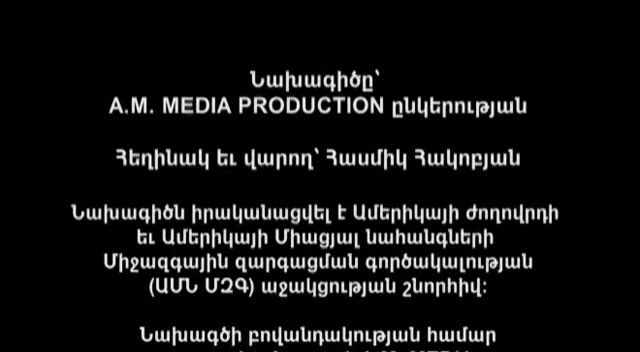 Նախագիծը՝
A.M. MEDIA PRODUCTION ընկերության
Հեղինակ եւ վարող՝ Հասմիկ Հակոբյան
Նախագիծն իրականացվել է Ամերիկայի ժողովրդի
եւ Ամերիկայի Միացյալ նահանգների
Միջազգային զարգացման գործակալության
(ԱՄՆ ՄԶԳ) աջակցության շնորհիվ:
Նախագծի բովանդակության համար